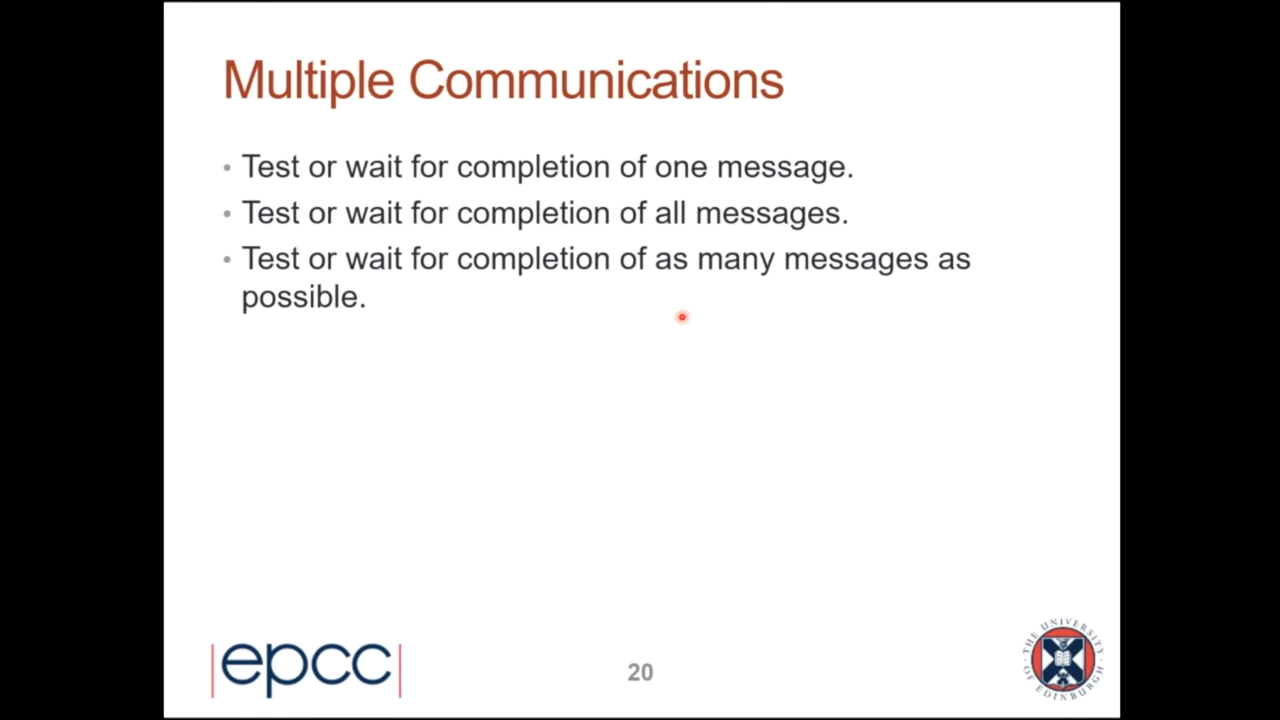 Multiple Communications
• Test or wait for completion of one message.
• Test or wait for completion of all messages.
• Test or wait for completion of as many messages as
possible.
|epcc|
20
THE UNIVERSITY OF EDINBURGH